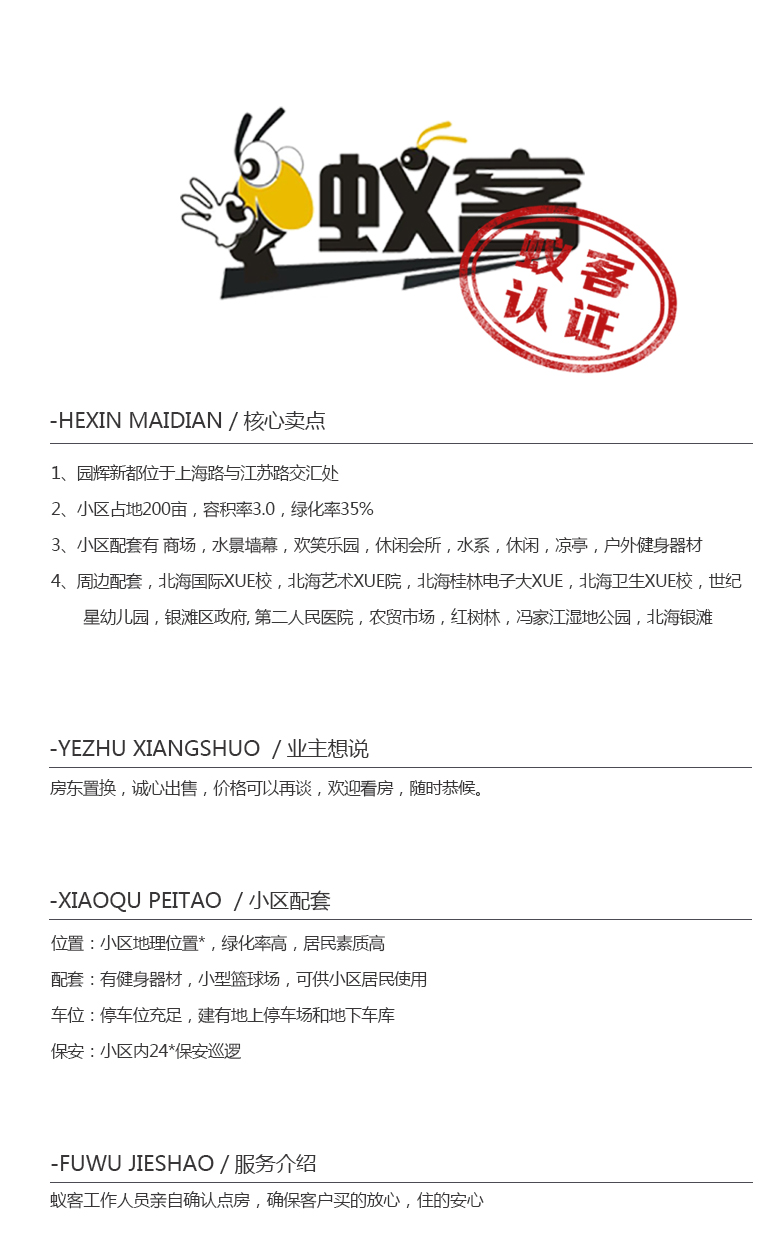 蚁客
蚁客
认证
-HEXIN MAIDIAN / 核心卖点
1、园辉新都位于上海路与江苏路交汇处
2、小区占地200亩，容积率3.0，绿化率35%
3、小区配套有 商场，水景墙幕，欢笑乐园，休闲会所，水系，休闲，凉亭，户外健身器材
4、周边配套，北海国际XUE校，北海艺术XUE院，北海桂林电子大XUE，北海卫生XUE校，世纪
星幼儿园，银滩区政府, 第二人民医院，农贸市场，红树林，冯家江湿地公园，北海银滩
-YEZHU XIANGSHUO / 业主想说
房东置换，诚心出售，价格可以再谈，欢迎看房，随时恭候。
-XIAOQU PEITAO / 小区配套
位置：小区地理位置*，绿化率高，居民素质高
配套：有健身器材，小型篮球场，可供小区居民使用
车位：停车位充足，建有地上停车场和地下车库
保安：小区内24*保安巡逻
-FUWU JIESHAO / 服务介绍
蚁客工作人员亲自确认点房，确保客户买的放心，住的安心